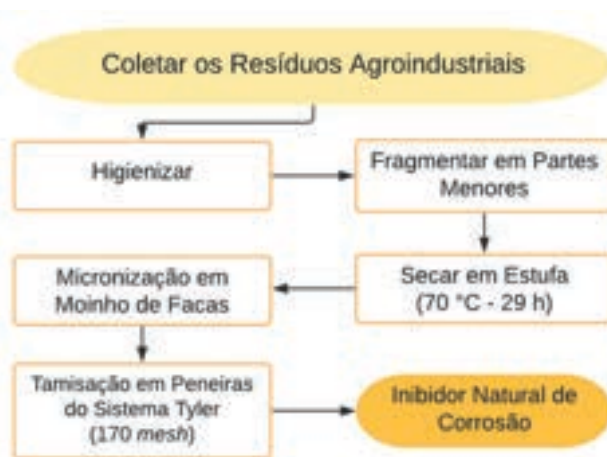 Coletar os Resíduos Agroindustriais
Higienizar
Fragmentar em Partes
Menores
Secar em Estufa
(70 °C - 29 h)
Micronização em
Moinho de Facas
Tamisação em Peneiras
do Sistema Tyler
(170 mesh)
Inibidor Natural de
Corrosão